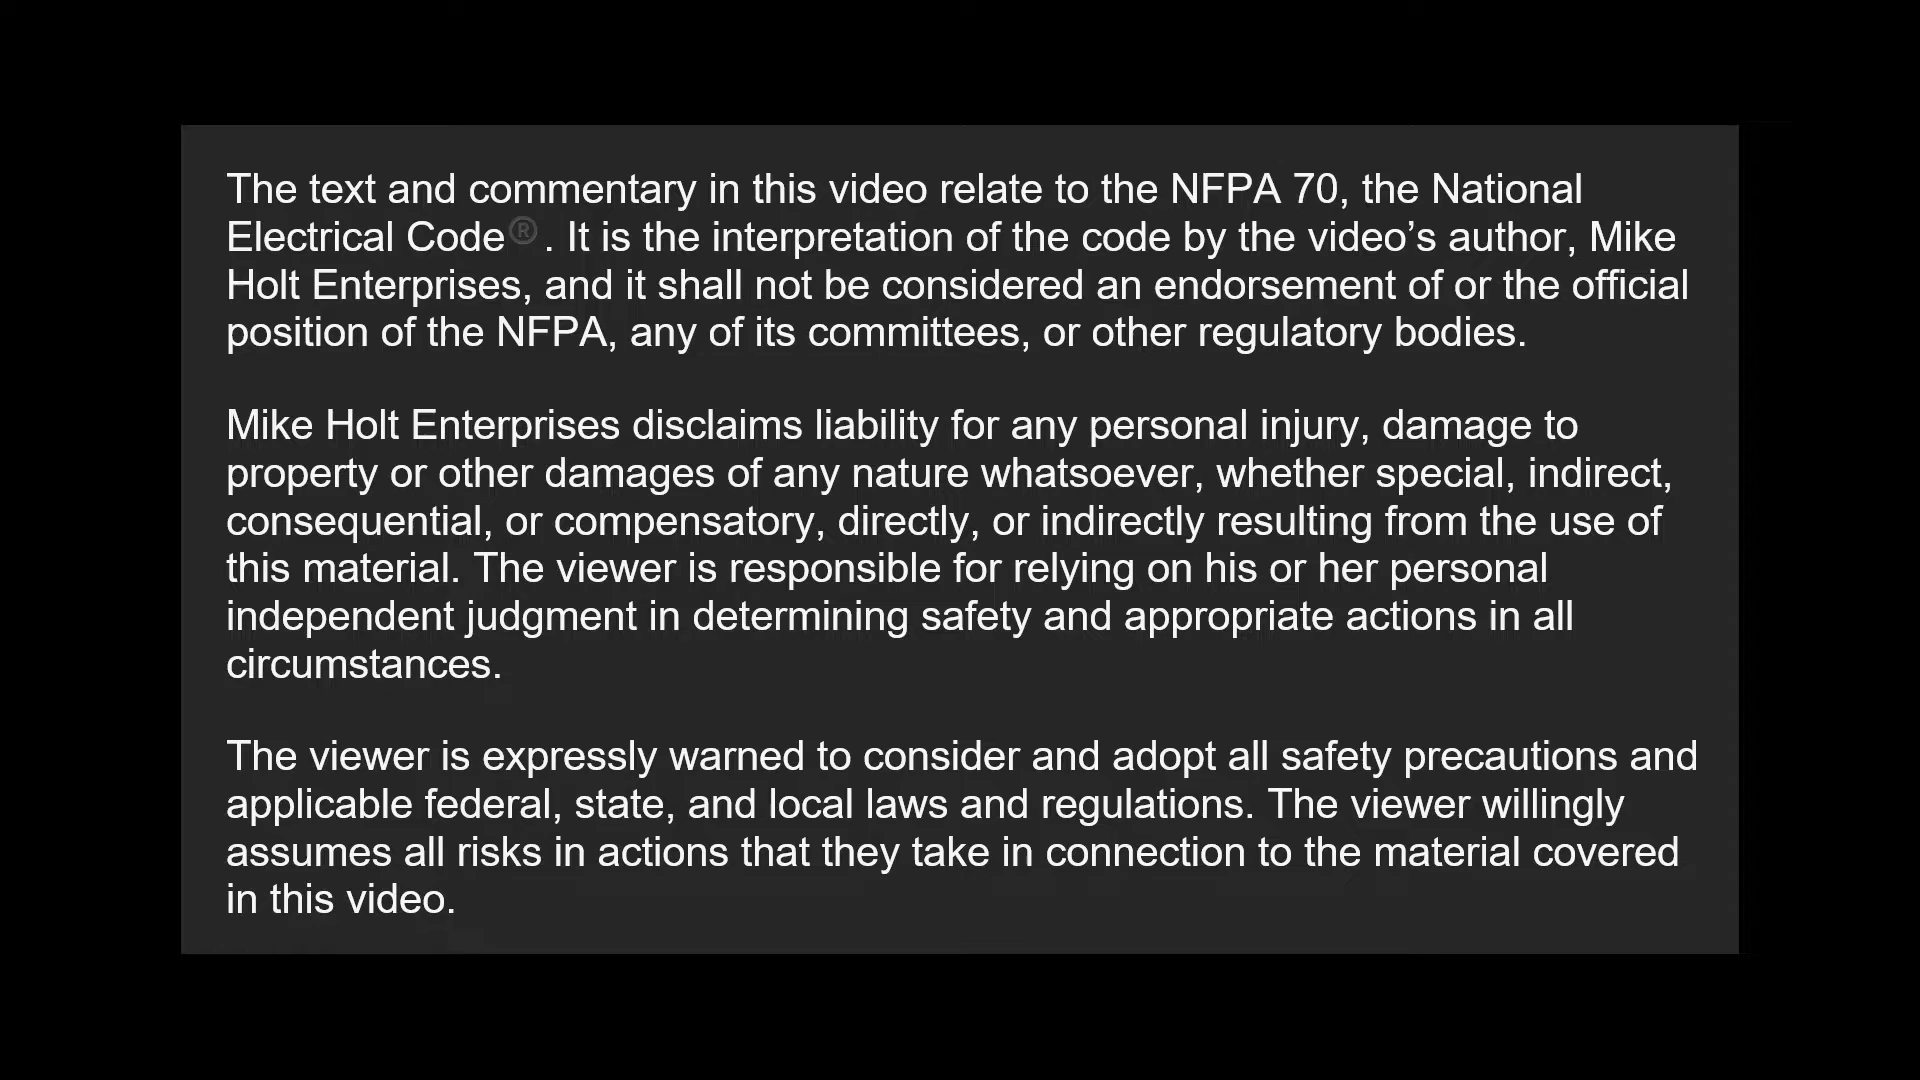 The text and commentary in this video relate to the NFPA 70, the National
Electrical Code® . It is the interpretation of the code by the video’s author, Mike
Holt Enterprises, and it shall not be considered an endorsement of or the official
position of the NFPA, any of its committees, or other regulatory bodies.
Mike Holt Enterprises disclaims liability for any personal injury, damage to
property or other damages of any nature whatsoever, whether special, indirect,
consequential, or compensatory, directly, or indirectly resulting from the use of
this material. The viewer is responsible for relying on his or her personal
independent judgment in determining safety and appropriate actions in all
circumstances.
The viewer is expressly warned to consider and adopt all safety precautions and
applicable federal, state, and local laws and regulations. The viewer willingly
assumes all risks in actions that they take in connection to the material covered
in this video.